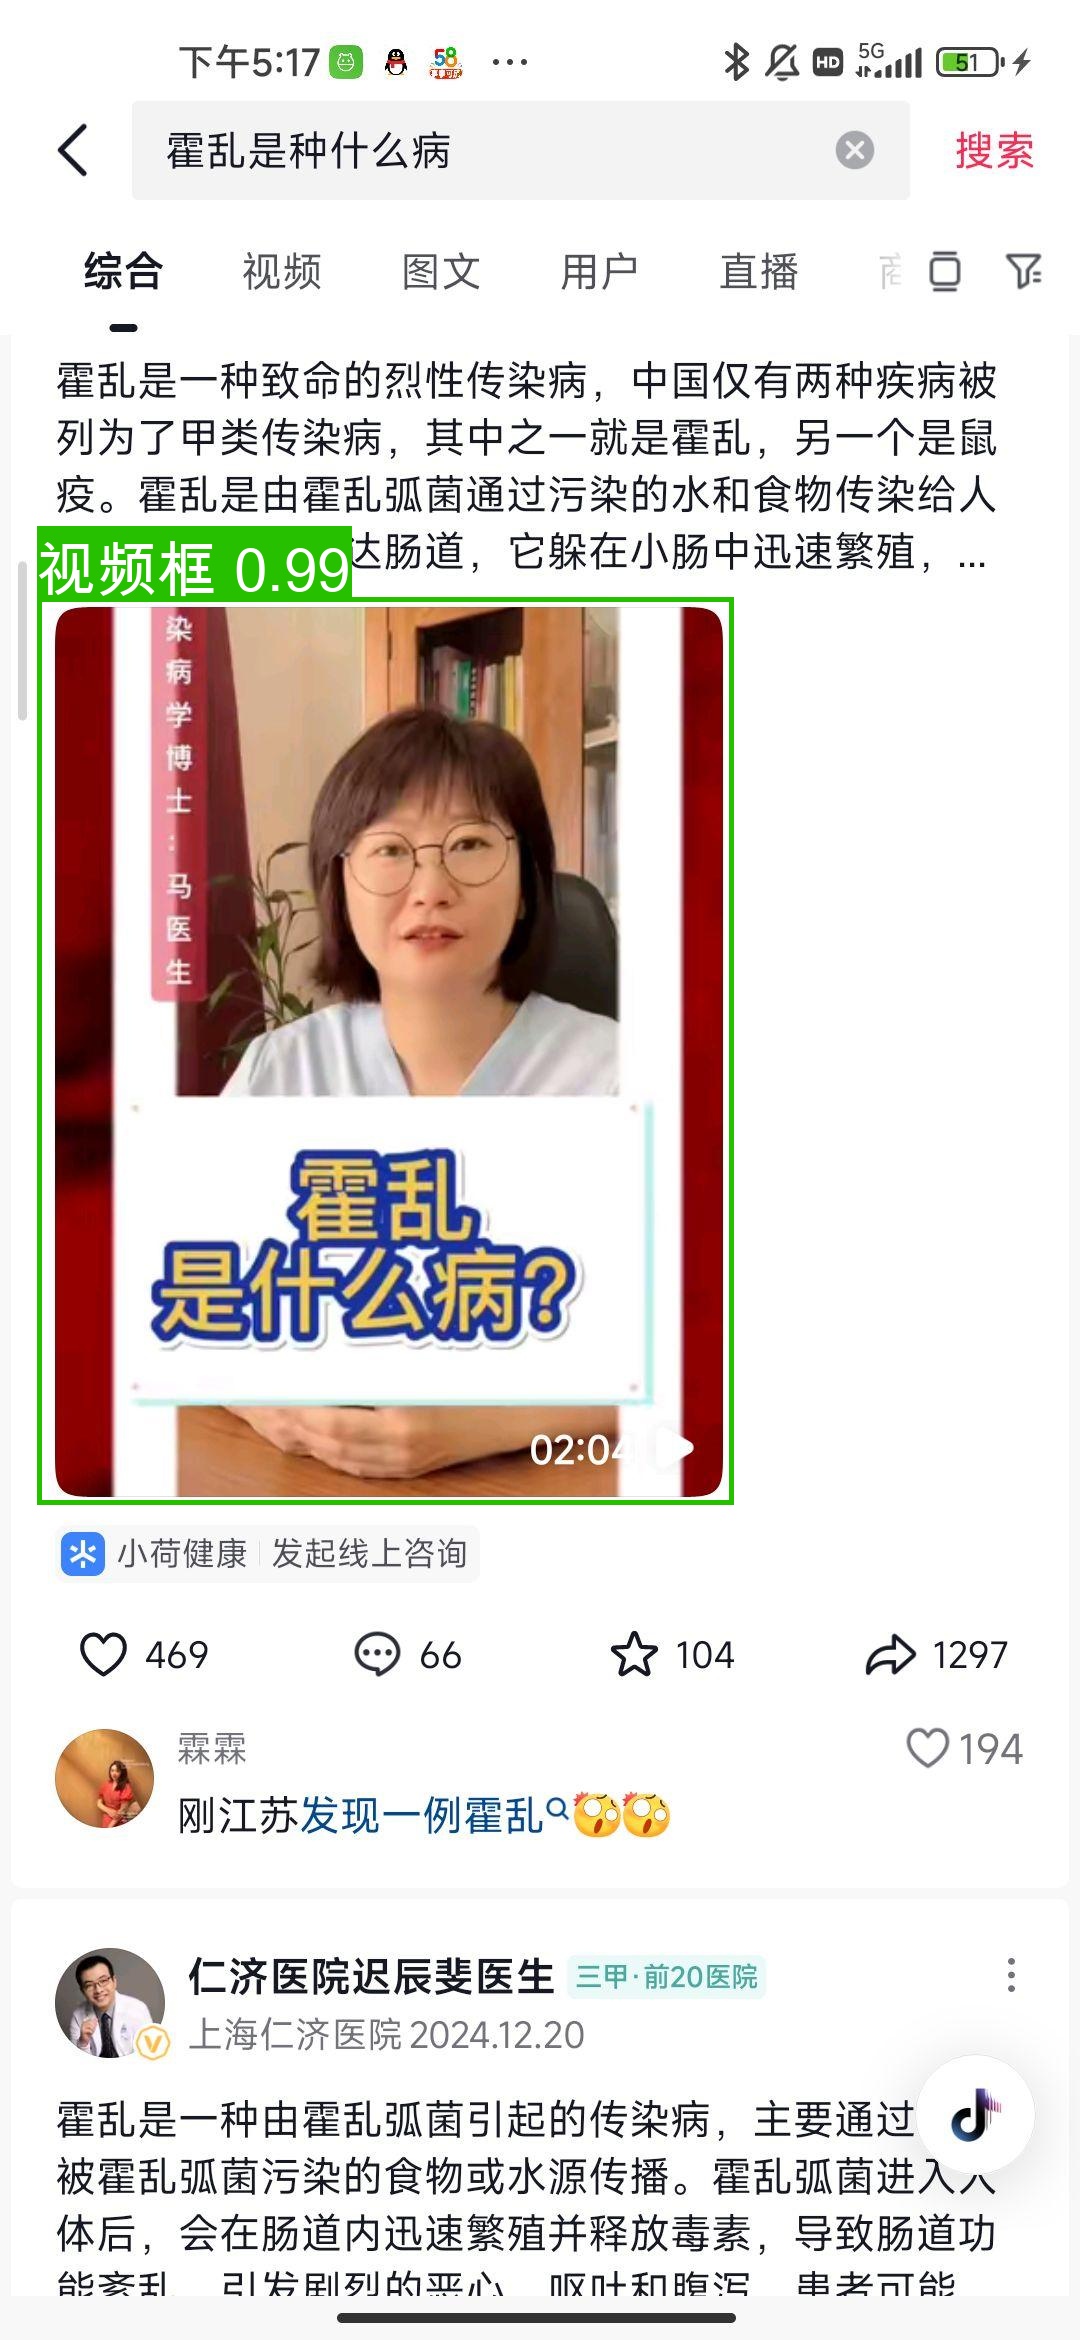 下午5:17
58
HD
5G
51
霍乱是种什么病
搜索
综合
视频
图文
用户
直播
霍乱是一种致命的烈性传染病，中国仅有两种疾病被
列为了甲类传染病，其中之一就是霍乱，另一个是鼠
疫。霍乱是由霍乱弧菌通过污染的水和食物传染给人
达肠道，它躲在小肠中迅速繁殖，...
视频框 0.99
染病学博士：马医生
霍乱
是什么病？
02:04
小荷健康
发起线上咨询
469
66
104
1297
霖霖
194
刚江苏发现一例霍乱
仁济医院迟辰斐医生
三甲·前20医院
上海仁济医院 2024.12.20
霍乱是一种由霍乱弧菌引起的传染病，主要通过
被霍乱弧菌污染的食物或水源传播。霍乱弧菌进入人
体后，会在肠道内迅速繁殖并释放毒素，导致肠道功
能紊乱，引发剧烈的恶心、呕吐和腹泻。患者可能